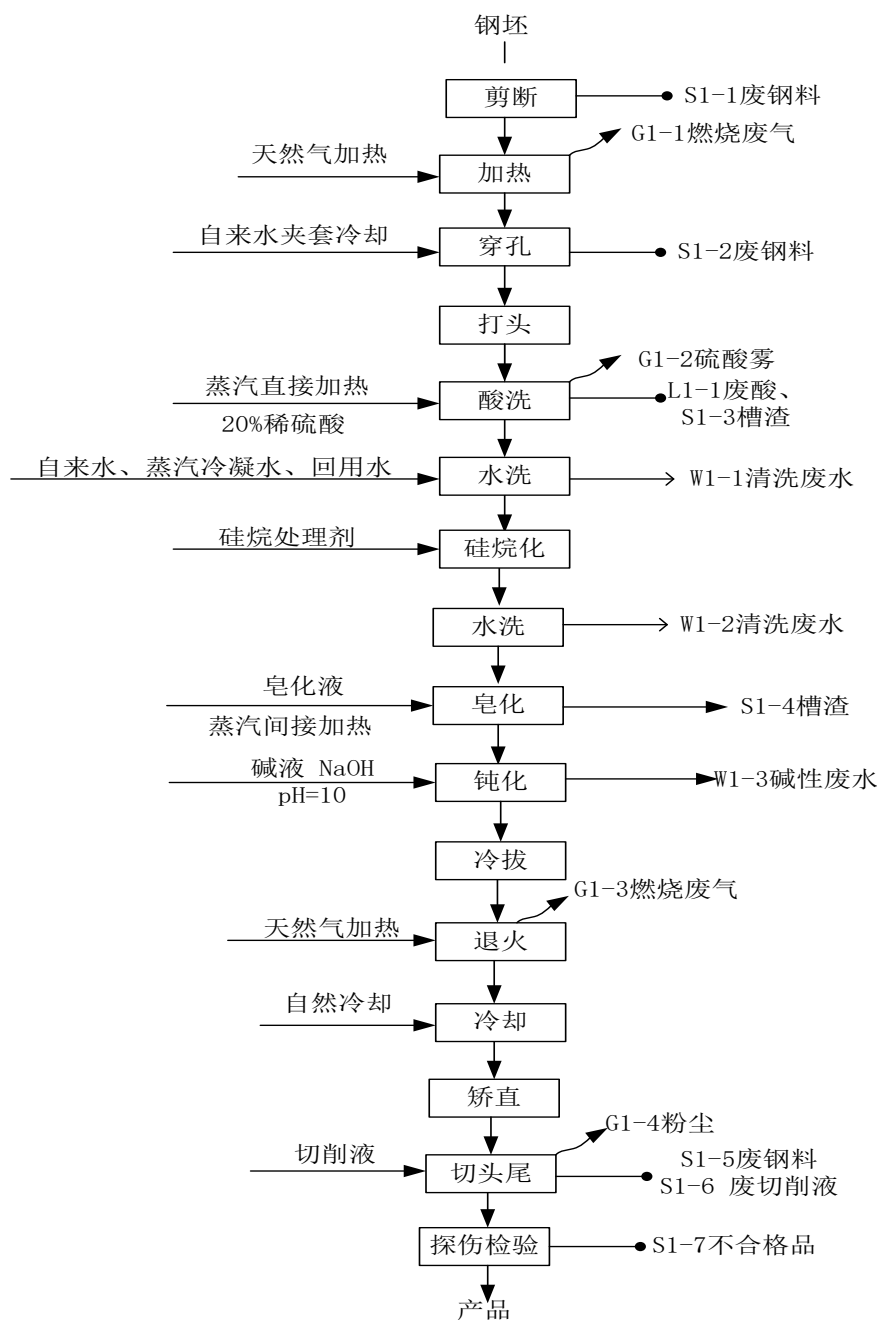 钢坯
剪断
S1-1废钢料
G1-1燃烧废气
天然气加热
加热
自来水夹套冷却
穿孔
S1-2废钢料
打头
G1-2硫酸雾
蒸汽直接加热
20%稀硫酸
酸洗
L1-1废酸、
S1-3槽渣
自来水、蒸汽冷凝水、回用水
水洗
W1-1清洗废水
硅烷处理剂
硅烷化
水洗
W1-2清洗废水
皂化液
蒸汽间接加热
皂化
S1-4槽渣
碱液 NaOH
pH=10
钝化
W1-3碱性废水
冷拔
G1-3燃烧废气
天然气加热
退火
自然冷却
冷却
矫直
G1-4粉尘
切削液
切头尾
S1-5废钢料
S1-6 废切削液
探伤检验
S1-7不合格品
产品